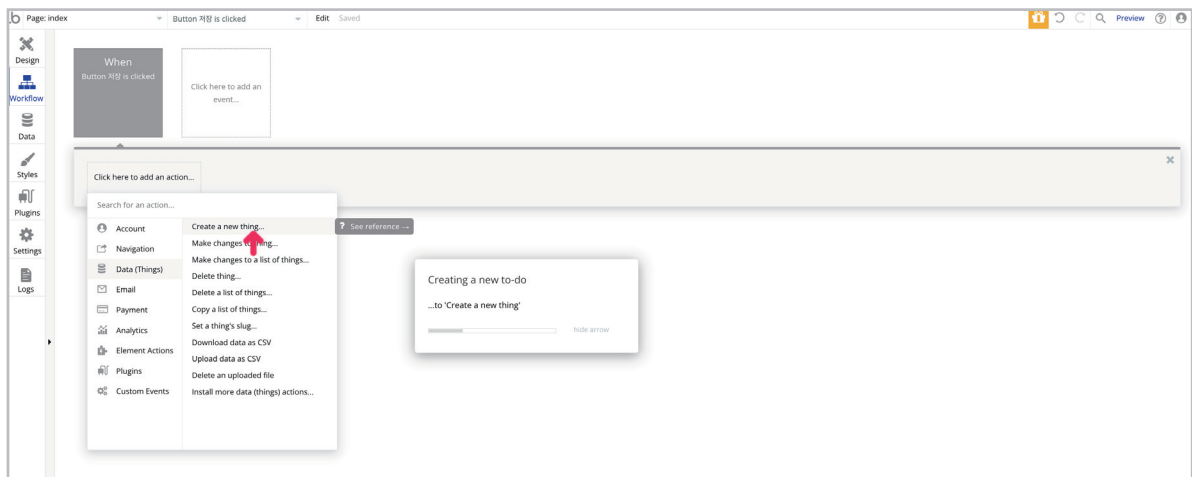 Page: index
Button 저장 is clicked
Edit
Saved
Preview
Design
Workflow
Data
Styles
Plugins
Settings
Logs
When
Button 저장 is clicked
Click here to add an
event...
Click here to add an action...
Search for an action...
Account
Navigation
Data (Things)
Email
Payment
Analytics
Element Actions
Plugins
Custom Events
Create a new thing...
Make changes to thing...
Make changes to a list of things...
Delete thing...
Delete a list of things...
Copy a list of things...
Set a thing's slug...
Download data as CSV
Upload data as CSV
Delete an uploaded file
Install more data (things) actions...
? See reference →
Creating a new to-do
...to 'Create a new thing'
hide arrow